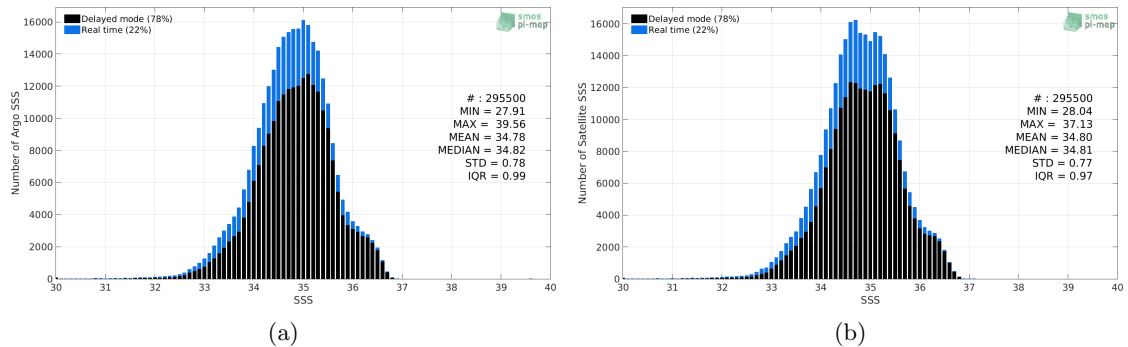 Delayed mode (78%)
Real time (22%)
smos
pi-mep
Number of Argo SSS
16000
14000
12000
10000
8000
6000
4000
2000
0
# : 295500
MIN = 27.91
MAX = 39.56
MEAN = 34.78
MEDIAN = 34.82
STD = 0.78
IQR = 0.99
30 31 32 33 34 35 36 37 38 39 40
SSS
(a)
Delayed mode (78%)
Real time (22%)
smos
pi-mep
Number of Satellite SSS
16000
14000
12000
10000
8000
6000
4000
2000
0
# : 295500
MIN = 28.04
MAX = 37.13
MEAN = 34.80
MEDIAN = 34.81
STD = 0.77
IQR = 0.97
30 31 32 33 34 35 36 37 38 39 40
SSS
(b)